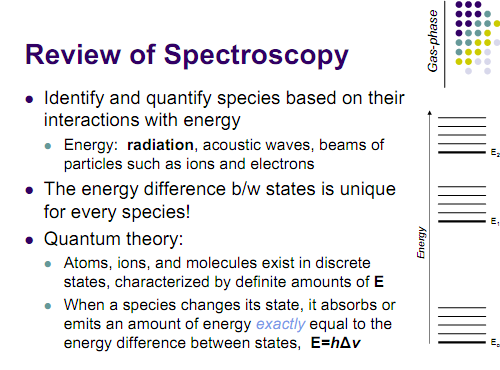 Review of Spectroscopy
Gas-phase
● Identify and quantify species based on their
interactions with energy
● Energy: radiation, acoustic waves, beams of
particles such as ions and electrons
● The energy difference b/w states is unique
for every species!
● Quantum theory:
● Atoms, ions, and molecules exist in discrete
states, characterized by definite amounts of E
● When a species changes its state, it absorbs or
emits an amount of energy exactly equal to the
energy difference between states, E=hΔν
Energy
E2
E1
Eo